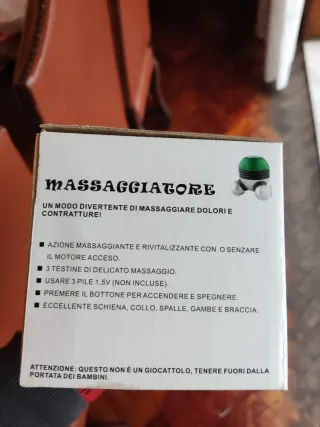 MASSAGGIATORE
UN MODO DIVERTENTE DI MASSAGGIARE DOLORI E
CONTRATTURE!
■ AZIONE MASSAGGIANTE E RIVITALIZZANTE CON O SENZARE
IL MOTORE ACCESO.
■ 3 TESTINE DI DELICATO MASSAGGIO.
■ USARE 3 PILE 1.5V (NON INCLUSE).
■ PREMERE IL BOTTONE PER ACCENDERE E SPEGNERE
■ ECCELLENTE SCHIENA, COLLO, SPALLE, GAMBE E BRACCIA.
ATTENZIONE: QUESTO NON È UN GIOCATTOLO, TENERE FUORI DALLA
PORTATA DEI BAMBINI.